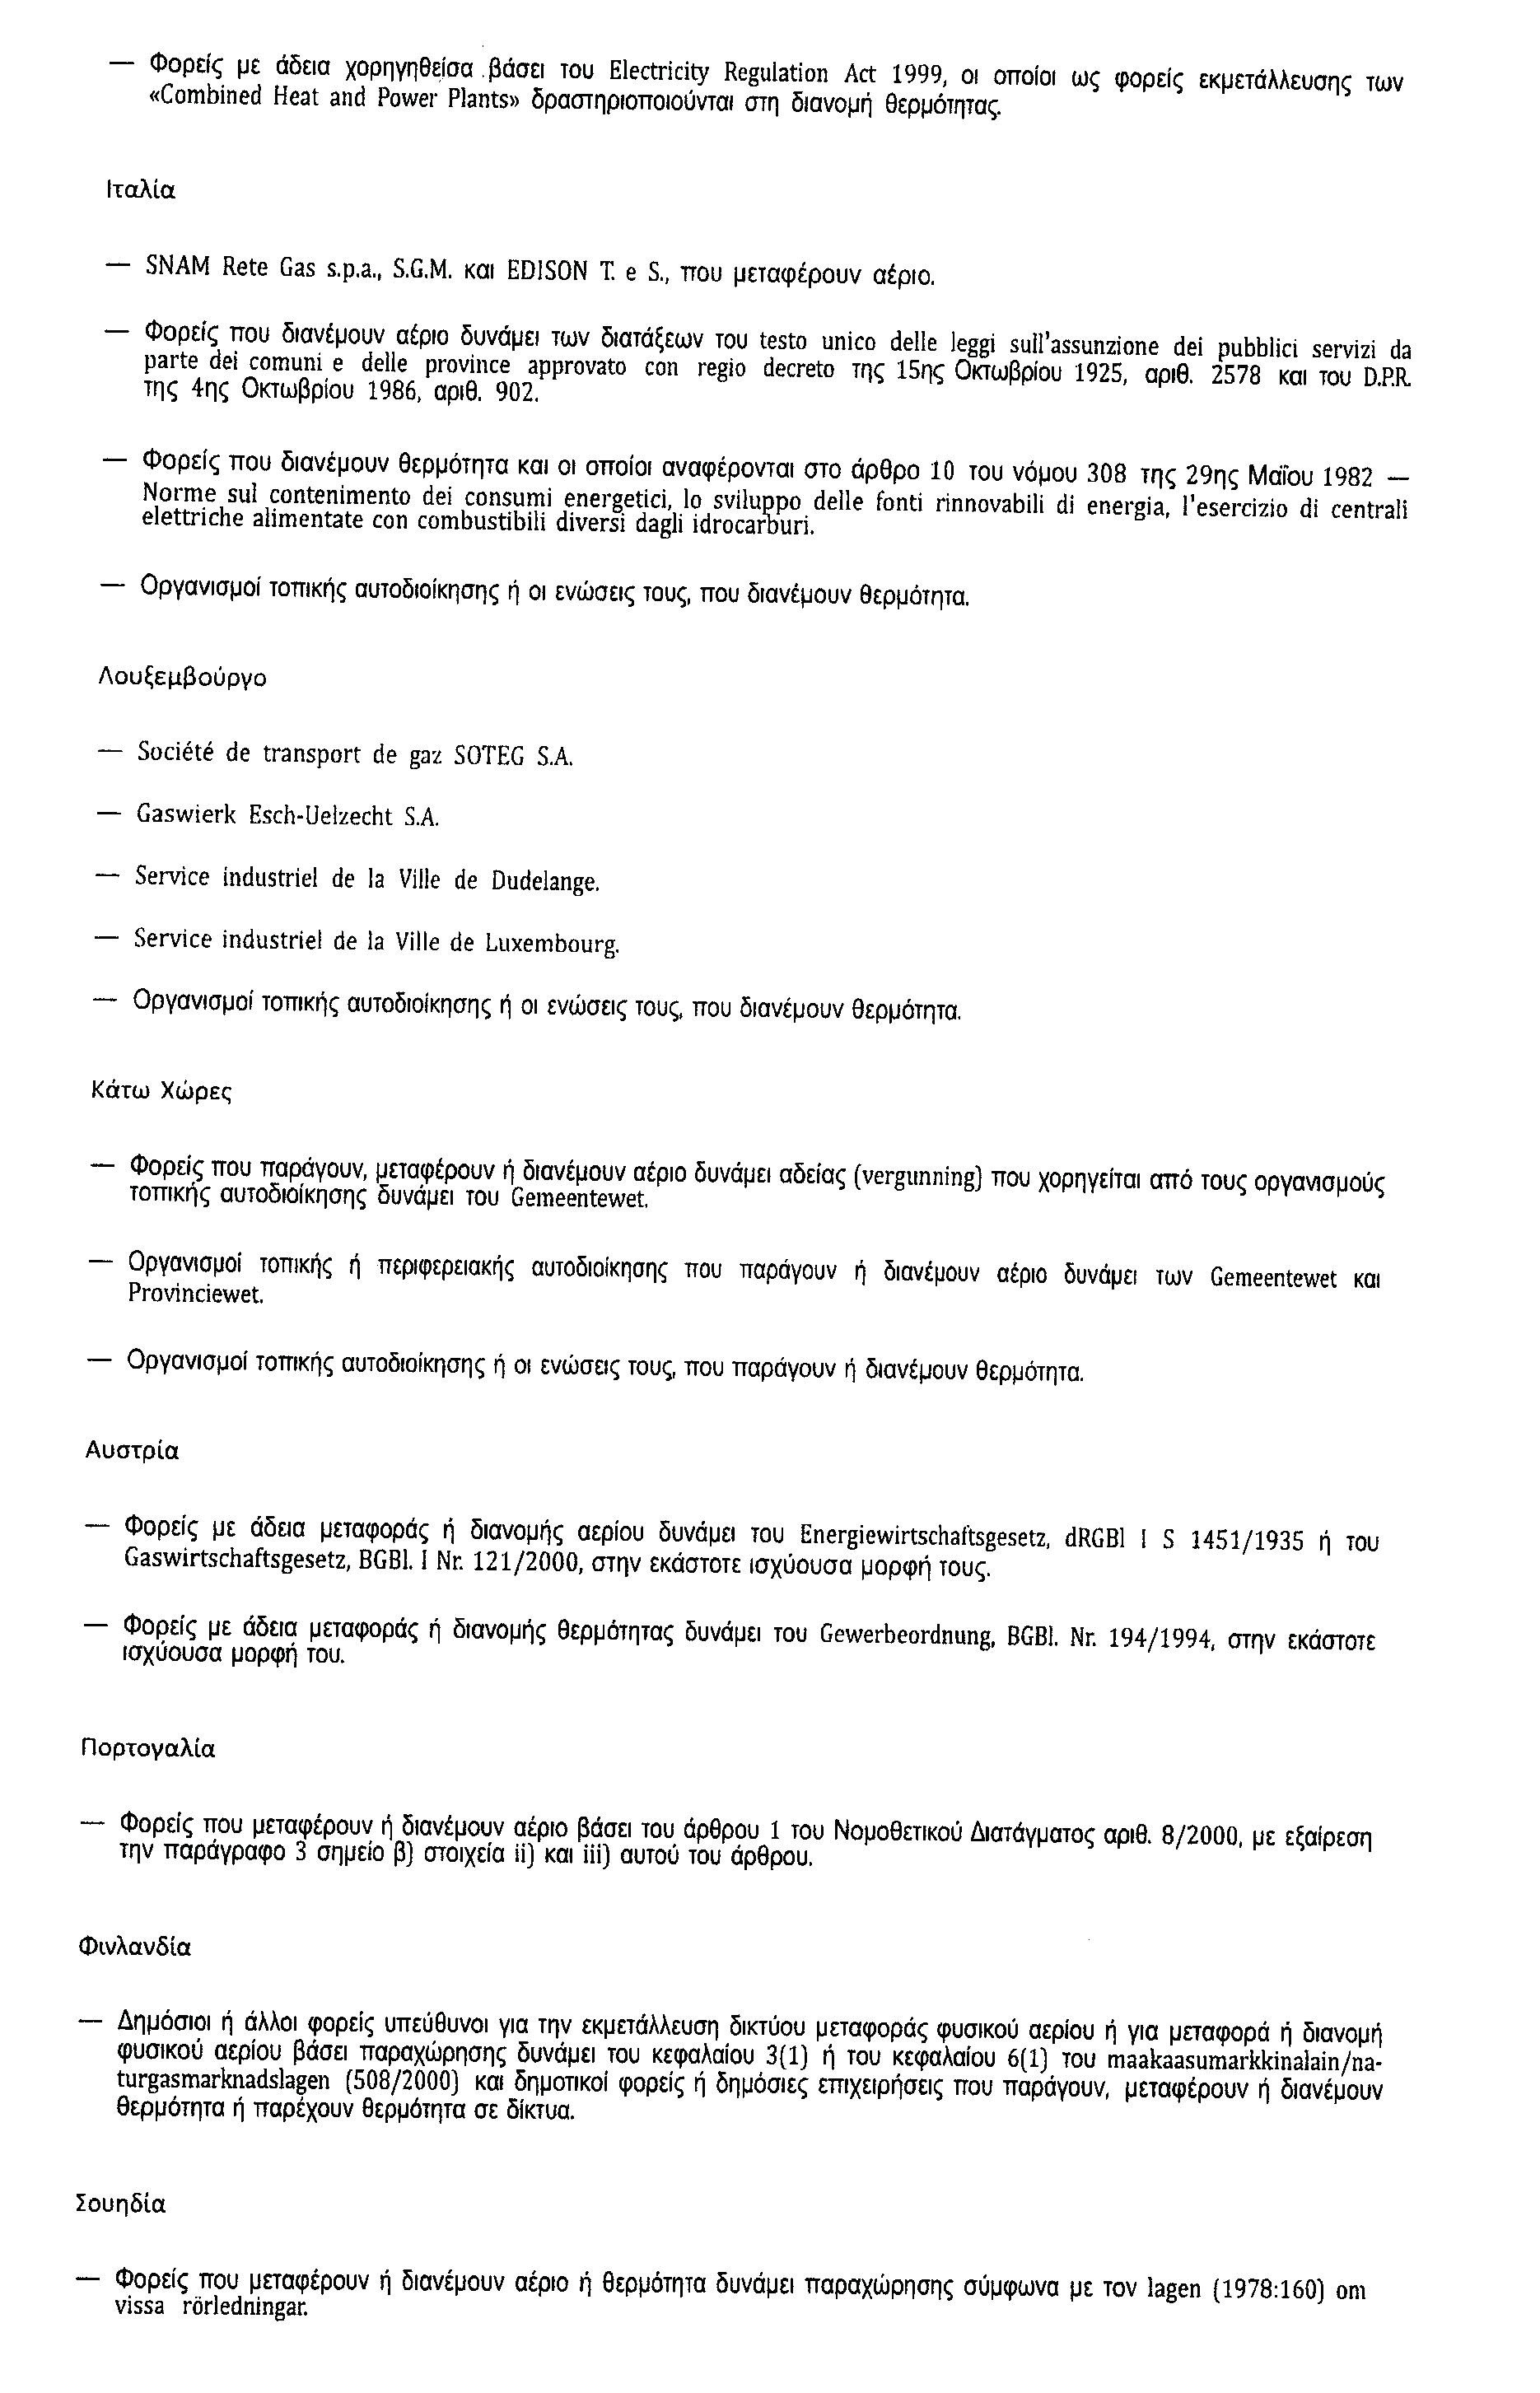 — Φορείς με άδεια χορηγηθείσα βάσει του Electricity Regulation Act 1999, οι οποίοι ως φορείς εκμετάλλευσης των
«Combined Heat and Power Plants» δραστηριοποιούνται στη διανομή θερμότητας.
Ιταλία
— SNAM Rete Gas s.p.a., S.G.M. και EDISON T. e S., που μεταφέρουν αέριο.
— Φορείς που διανέμουν αέριο δυνάμει των διατάξεων του testo unico delle leggi sull'assunzione dei pubblici servizi da
parte dei comuni e delle province approvato con regio decreto της 15ης Οκτωβρίου 1925, αριθ. 2578 και του D.P.R.
της 4ης Οκτωβρίου 1986, αριθ. 902.
— Φορείς που διανέμουν θερμότητα και οι οποίοι αναφέρονται στο άρθρο 10 του νόμου 308 της 29ης Μαΐου 1982 —
Norme sul contenimento dei consumi energetici, lo sviluppo delle fonti rinnovabili di energia, l'esercizio di centrali
elettriche alimentate con combustibili diversi dagli idrocarburi.
— Οργανισμοί τοπικής αυτοδιοίκησης ή οι ενώσεις τους, που διανέμουν θερμότητα.
Λουξεμβούργο
— Société de transport de gaz SOTEG S.A.
— Gaswierk Esch-Uelzecht S.A.
— Service industriel de la Ville de Dudelange.
— Service industriel de la Ville de Luxembourg.
— Οργανισμοί τοπικής αυτοδιοίκησης ή οι ενώσεις τους, που διανέμουν θερμότητα.
Κάτω Χώρες
— Φορείς που παράγουν, μεταφέρουν ή διανέμουν αέριο δυνάμει αδείας (vergunning) που χορηγείται από τους οργανισμούς
τοπικής αυτοδιοίκησης δυνάμει του Gemeentewet.
— Οργανισμοί τοπικής ή περιφερειακής αυτοδιοίκησης που παράγουν ή διανέμουν αέριο δυνάμει των Gemeentewet και
Provinciewet.
— Οργανισμοί τοπικής αυτοδιοίκησης ή οι ενώσεις τους, που παράγουν ή διανέμουν θερμότητα.
Αυστρία
— Φορείς με άδεια μεταφοράς ή διανομής αερίου δυνάμει του Energiewirtschaftsgesetz, dRGBl I S 1451/1935 ή του
Gaswirtschaftsgesetz, BGBl. I Nr. 121/2000, στην εκάστοτε ισχύουσα μορφή τους.
— Φορείς με άδεια μεταφοράς ή διανομής θερμότητας δυνάμει του Gewerbeordnung, BGBl. Nr. 194/1994, στην εκάστοτε
ισχύουσα μορφή του.
Πορτογαλία
— Φορείς που μεταφέρουν ή διανέμουν αέριο βάσει του άρθρου 1 του Νομοθετικού Διατάγματος αριθ. 8/2000, με εξαίρεση
την παράγραφο 3 σημείο β) στοιχεία ii) και iii) αυτού του άρθρου.
Φινλανδία
— Δημόσιοι ή άλλοι φορείς υπεύθυνοι για την εκμετάλλευση δικτύου μεταφοράς φυσικού αερίου ή για μεταφορά ή διανομή
φυσικού αερίου βάσει παραχώρησης δυνάμει του κεφαλαίου 3(1) ή του κεφαλαίου 6(1) του maakaasumarkkinalain/na-
turgasmarknadslagen (508/2000) και δημοτικοί φορείς ή δημόσιες επιχειρήσεις που παράγουν, μεταφέρουν ή διανέμουν
θερμότητα ή παρέχουν θερμότητα σε δίκτυα.
Σουηδία
— Φορείς που μεταφέρουν ή διανέμουν αέριο ή θερμότητα δυνάμει παραχώρησης σύμφωνα με τον lagen (1978:160) om
vissa rörledningar.